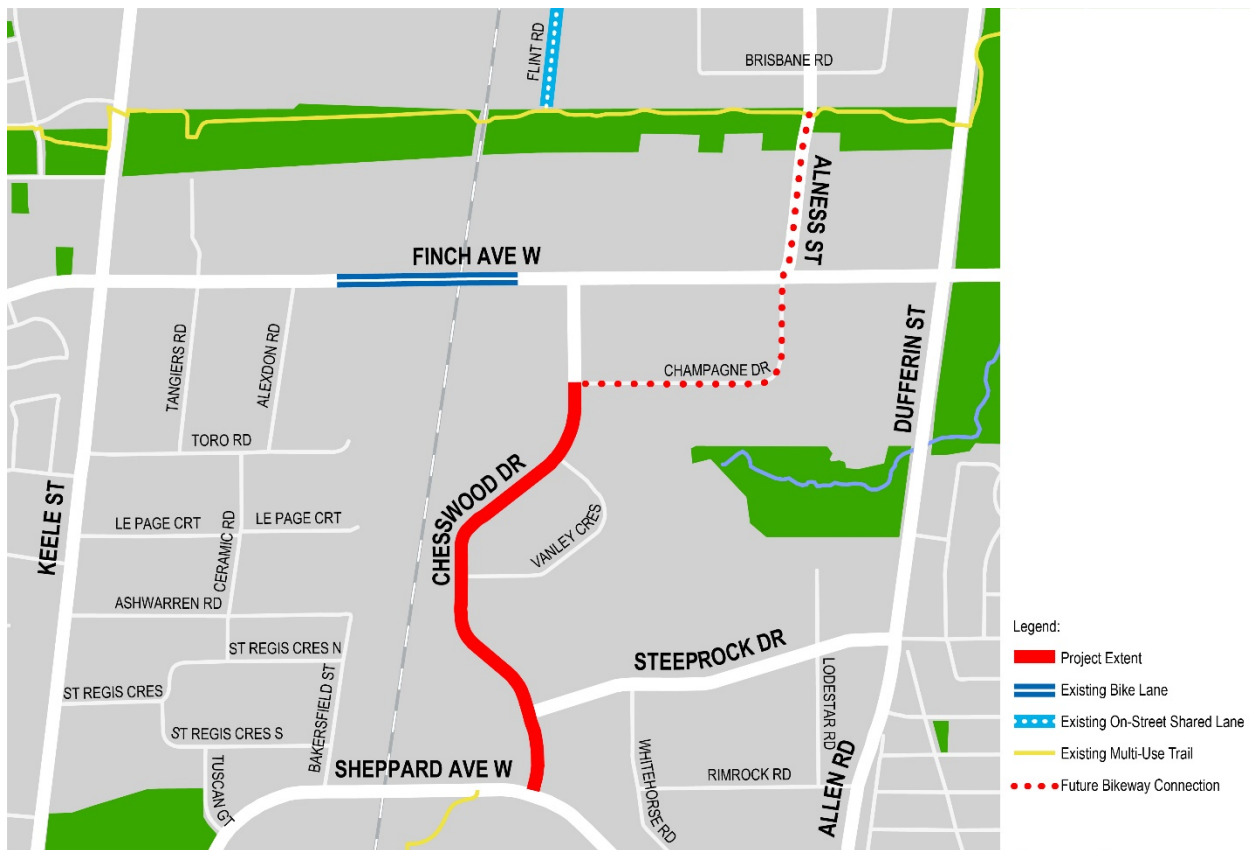 FLINT RD
BRISBANE RD
ALNESS ST
FINCH AVE W
TANGIERS RD
ALEXDON RD
CHAMPAGNE DR
DUFFERIN ST
TORO RD
CHESSWOOD DR
KEELE ST
LE PAGE CRT
LE PAGE CRT
CERAMIC RD
VANLEY CRES
ASHWARREN RD
ST REGIS CRES N
STEEPROCK DR
ST REGIS CRES
BAKERSFIELD ST
LODESTAR RD
ST REGIS CRES S
TUSCAN GT
SHEPPARD AVE W
WHITEHORSE RD
RIMROCK RD
ALLEN RD
Legend:
Project Extent
Existing Bike Lane
Existing On-Street Shared Lane
Existing Multi-Use Trail
Future Bikeway Connection